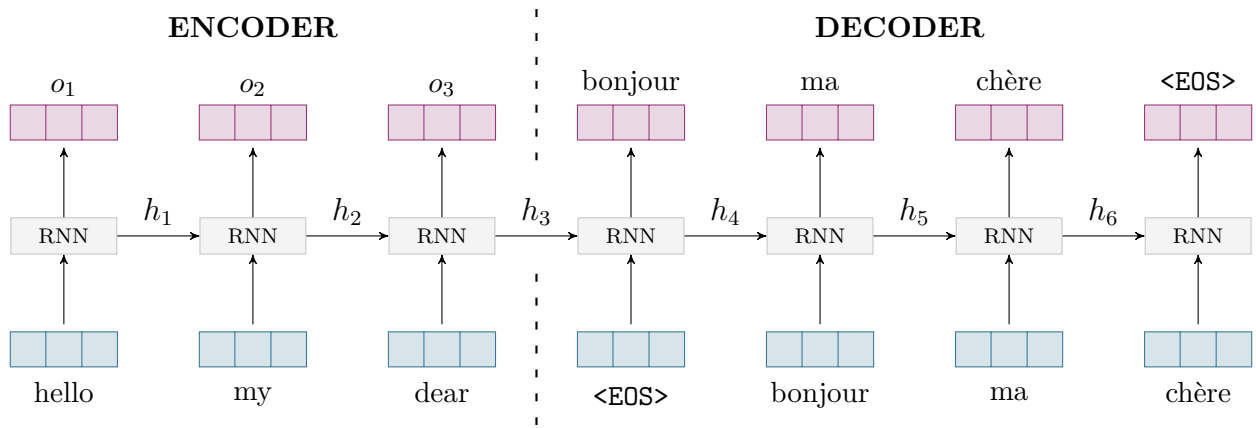 ENCODER DECODER
o1 o2 o3 bonjour ma chère <EOS>
h1 h2 h3 h4 h5 h6
RNN RNN RNN RNN RNN RNN RNN
hello my dear <EOS> bonjour ma chère